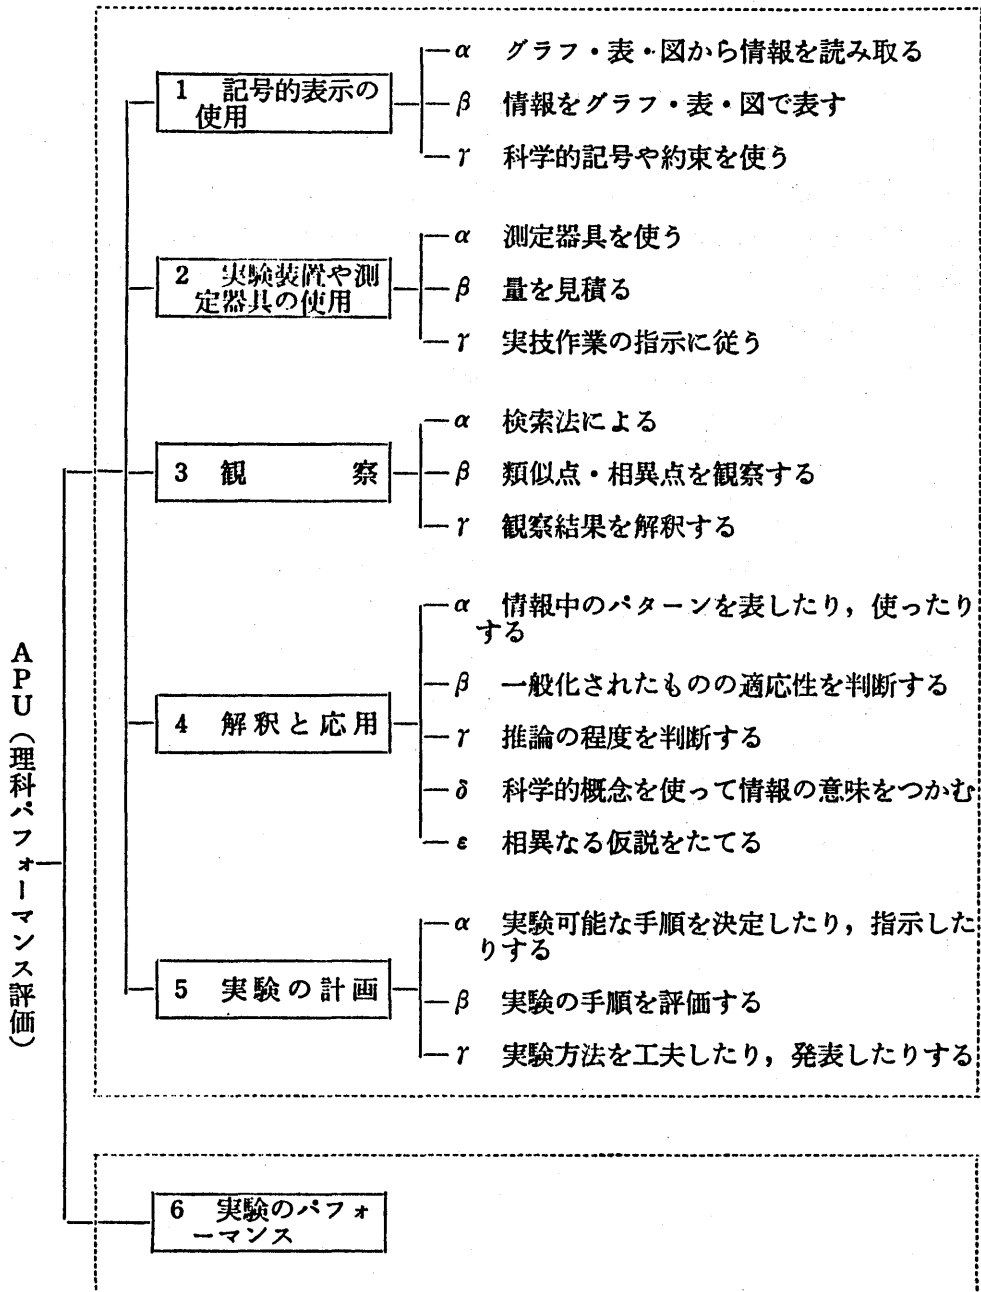 APU（理科パフォーマンス評価）
1　記号的表示の
使用
α　グラフ・表・図から情報を読み取る
β　情報をグラフ・表・図で表す
γ　科学的記号や約束を使う
2　実験装置や測
定器具の使用
α　測定器具を使う
β　量を見積る
γ　実技作業の指示に従う
3　観　　　察
α　検索法による
β　類似点・相異点を観察する
γ　観察結果を解釈する
4　解釈と応用
α　情報中のパターンを表したり，使ったり
する
β　一般化されたものの適応性を判断する
γ　推論の程度を判断する
δ　科学的概念を使って情報の意味をつかむ
ε　相異なる仮説をたてる
5　実験の計画
α　実験可能な手順を決定したり，指示した
りする
β　実験の手順を評価する
γ　実験方法を工夫したり，発表したりする
6　実験のパフォ
ーマンス